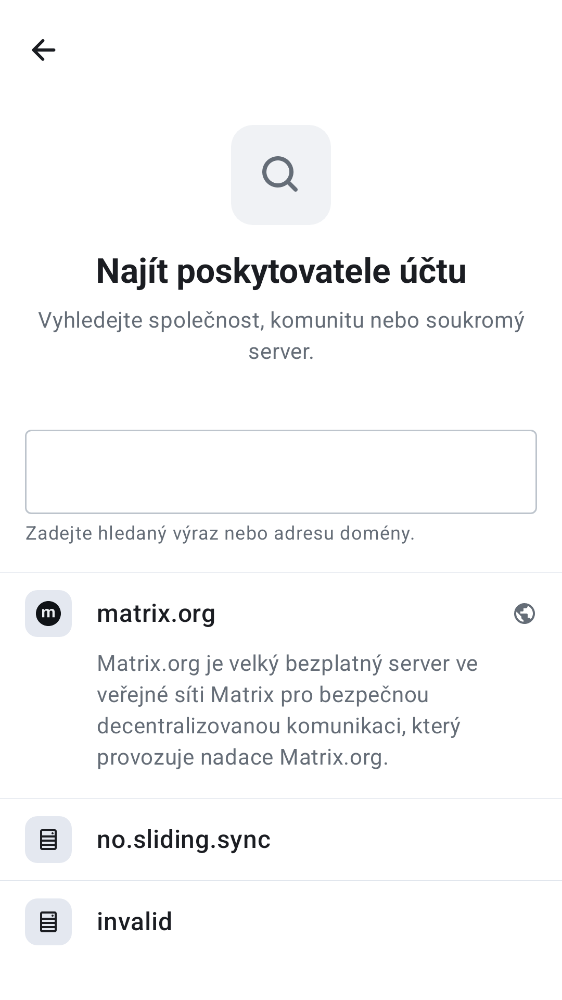 Najít poskytovatele účtu
Vyhledejte společnost, komunitu nebo soukromý
server.
Zadejte hledaný výraz nebo adresu domény.
m
matrix.org
Matrix.org je velký bezplatný server ve
veřejné síti Matrix pro bezpečnou
decentralizovanou komunikaci, který
provozuje nadace Matrix.org.
no.sliding.sync
invalid